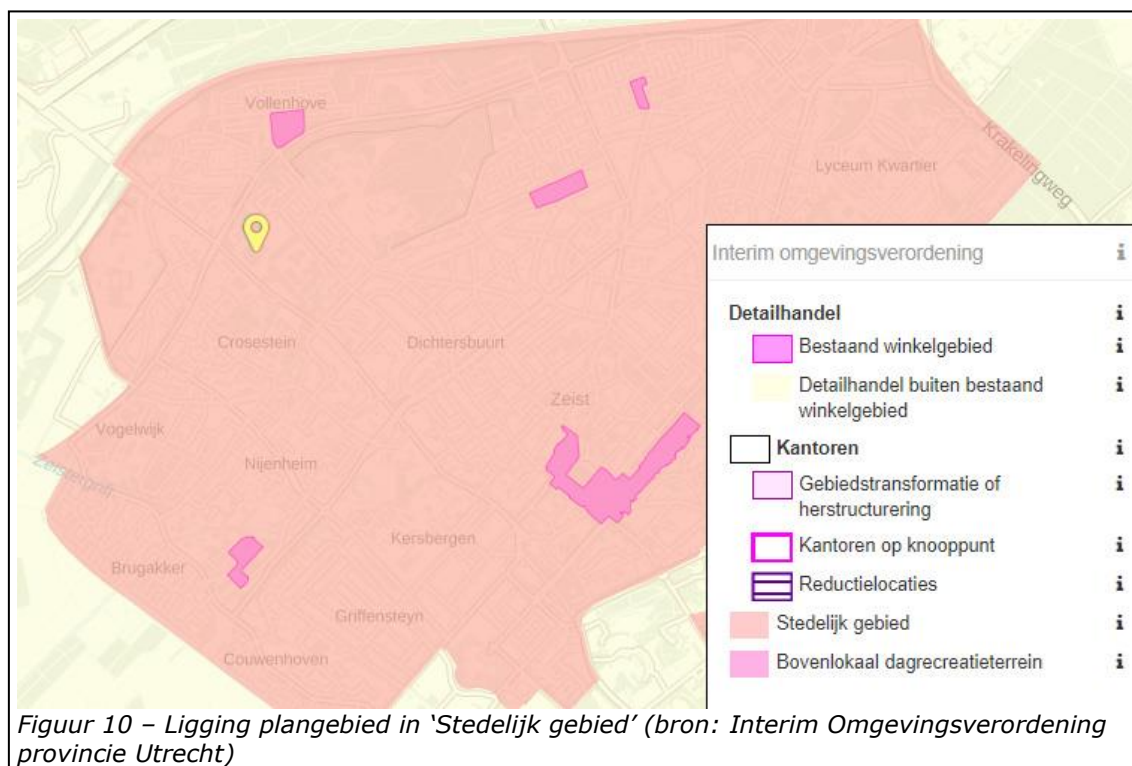 Vollenhove
Lyceum Kwartier
Krakelingweg
Crosestein
Dichtersbuurt
Zeist
Vogelwijk
Nijenheim
Zeistergrift
Kersbergen
Brugakker
Griffensteyn
Couwenhoven
Interim omgevingsverordening i
Detailhandel i
Bestaand winkelgebied i
Detailhandel buiten bestaand i
winkelgebied
Kantoren i
Gebiedstransformatie of i
herstructurering
Kantoren op knooppunt i
Reductielocaties i
Stedelijk gebied i
Bovenlokaal dagrecreatieterrein i
Figuur 10 – Ligging plangebied in ‘Stedelijk gebied’ (bron: Interim Omgevingsverordening
provincie Utrecht)